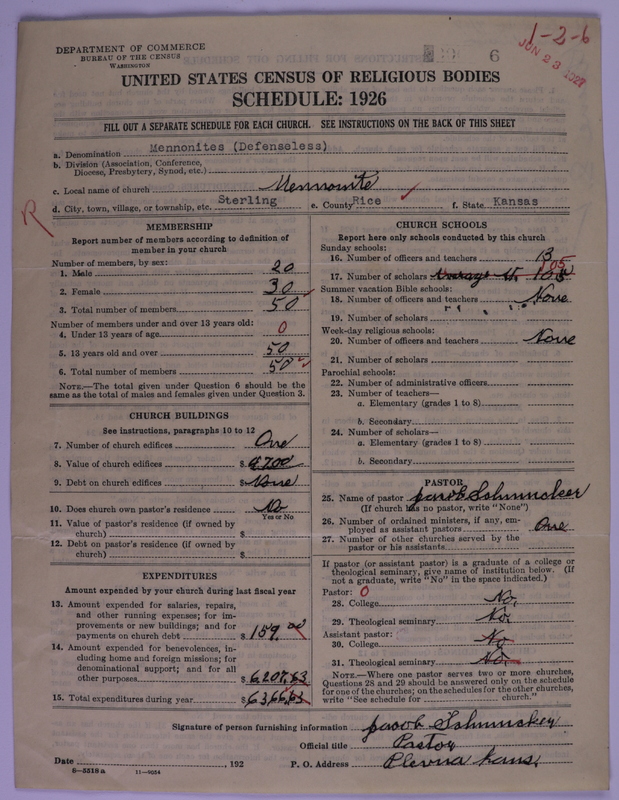 1-2-6
JUN 23 1927
6
DEPARTMENT OF COMMERCE
BUREAU OF THE CENSUS
WASHINGTON
UNITED STATES CENSUS OF RELIGIOUS BODIES
SCHEDULE: 1926
FILL OUT A SEPARATE SCHEDULE FOR EACH CHURCH. SEE INSTRUCTIONS ON THE BACK OF THIS SHEET
a. Denomination Mennonites (Defenseless)
b. Division (Association, Conference, Diocese, Presbytery, Synod, etc.)
c. Local name of church Mennonite
d. City, town, village, or township, etc. Sterling e. County Rice f. State Kansas
R
MEMBERSHIP
Report number of members according to definition of member in your church
Number of members, by sex:
1. Male 20
2. Female 30
3. Total number of members 50
Number of members under and over 13 years old:
4. Under 13 years of age 0
5. 13 years old and over 50
6. Total number of members 50
NOTE.—The total given under Question 6 should be the same as the total of males and females given under Question 3.
CHURCH BUILDINGS
See instructions, paragraphs 10 to 12
7. Number of church edifices One
8. Value of church edifices $ 9700
9. Debt on church edifices $ None
10. Does church own pastor's residence No
Yes or No
11. Value of pastor's residence (if owned by church) $
12. Debt on pastor's residence (if owned by church) $
EXPENDITURES
Amount expended by your church during last fiscal year
13. Amount expended for salaries, repairs, and other running expenses; for improvements or new buildings; and for payments on church debt $ 159.00
14. Amount expended for benevolences, including home and foreign missions; for denominational support; and for all other purposes $ 6,207.63
15. Total expenditures during year $ 6366.63
CHURCH SCHOOLS
Report here only schools conducted by this church
Sunday schools:
16. Number of officers and teachers 13
17. Number of scholars 105
Summer vacation Bible schools:
18. Number of officers and teachers None
19. Number of scholars
Week-day religious schools:
20. Number of officers and teachers None
21. Number of scholars
Parochial schools:
22. Number of administrative officers
23. Number of teachers—
a. Elementary (grades 1 to 8)
b. Secondary
24. Number of scholars—
a. Elementary (grades 1 to 8)
b. Secondary
PASTOR
25. Name of pastor Jacob Schmucker
(If church has no pastor, write "None")
26. Number of ordained ministers, if any, employed as assistant pastors One
27. Number of other churches served by the pastor or his assistants
If pastor (or assistant pastor) is a graduate of a college or theological seminary, give name of institution below. (If not a graduate, write "No" in the space indicated.)
Pastor: 0
28. College No.
29. Theological seminary No.
Assistant pastor:
30. College No
31. Theological seminary No.
NOTE.—Where one pastor serves two or more churches, Questions 28 and 29 should be answered only on the schedule for one of the churches; on the schedules for the other churches, write "See schedule for church."
Signature of person furnishing information Jacob Schmucker
Official title Pastor
Date , 192 P. O. Address Plevna Kans.
8-5518 a 11-9054